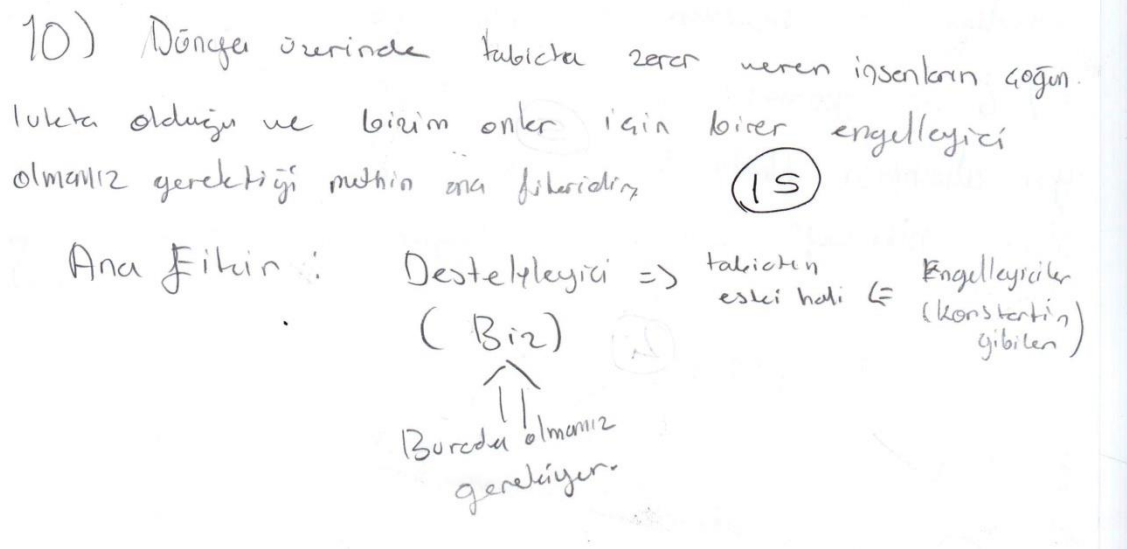 10) Dünya üzerinde tabiata zarar veren insanların çoğun-
lukta olduğu ve bizim onlar için birer engelleyici
olmamız gerektiği metnin ana fikridir.
15
Ana Fikir : Destekleyici => tabiatın eski hali <= Engelleyiciler
(Biz) (Konstantin gibiler)
Burada olmamız
gerekiyor.